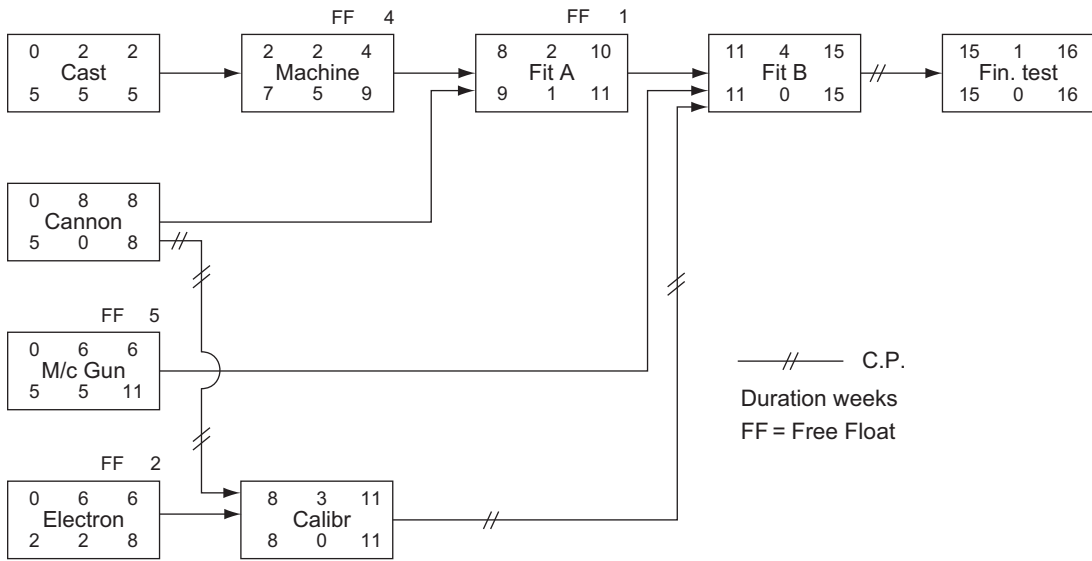 FF 4
FF 1
0 2 2
Cast
5 5 5
2 2 4
Machine
7 5 9
8 2 10
Fit A
9 1 11
11 4 15
Fit B
11 0 15
15 1 16
Fin. test
15 0 16
0 8 8
Cannon
5 0 8
FF 5
0 6 6
M/c Gun
5 5 11
C.P.
Duration weeks
FF = Free Float
FF 2
0 6 6
Electron
2 2 8
8 3 11
Calibr
8 0 11